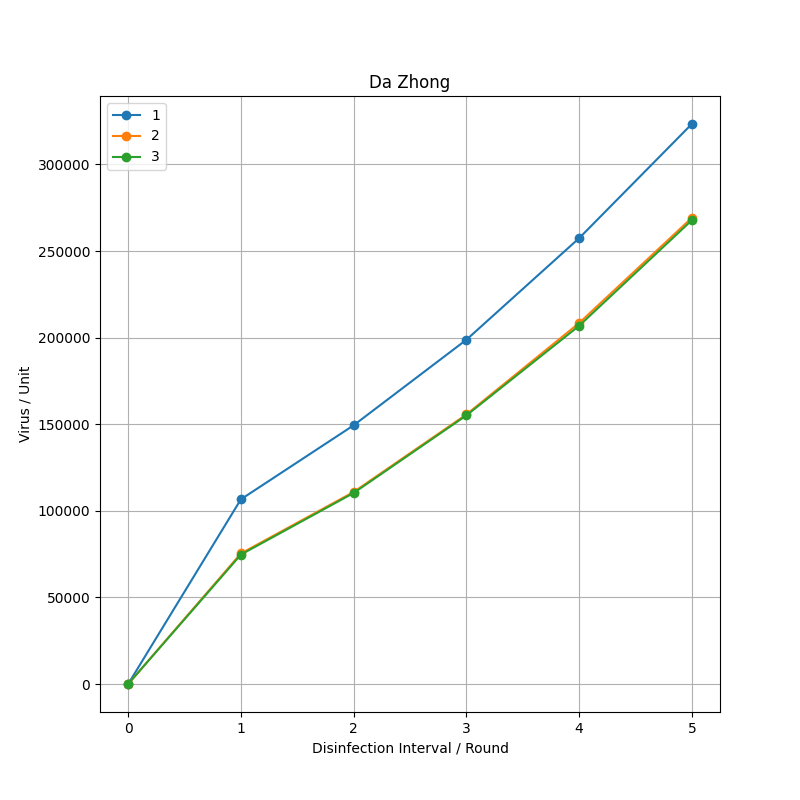 Da Zhong
1
2
3
300000
250000
200000
150000
100000
50000
0
Virus / Unit
0 1 2 3 4 5
Disinfection Interval / Round